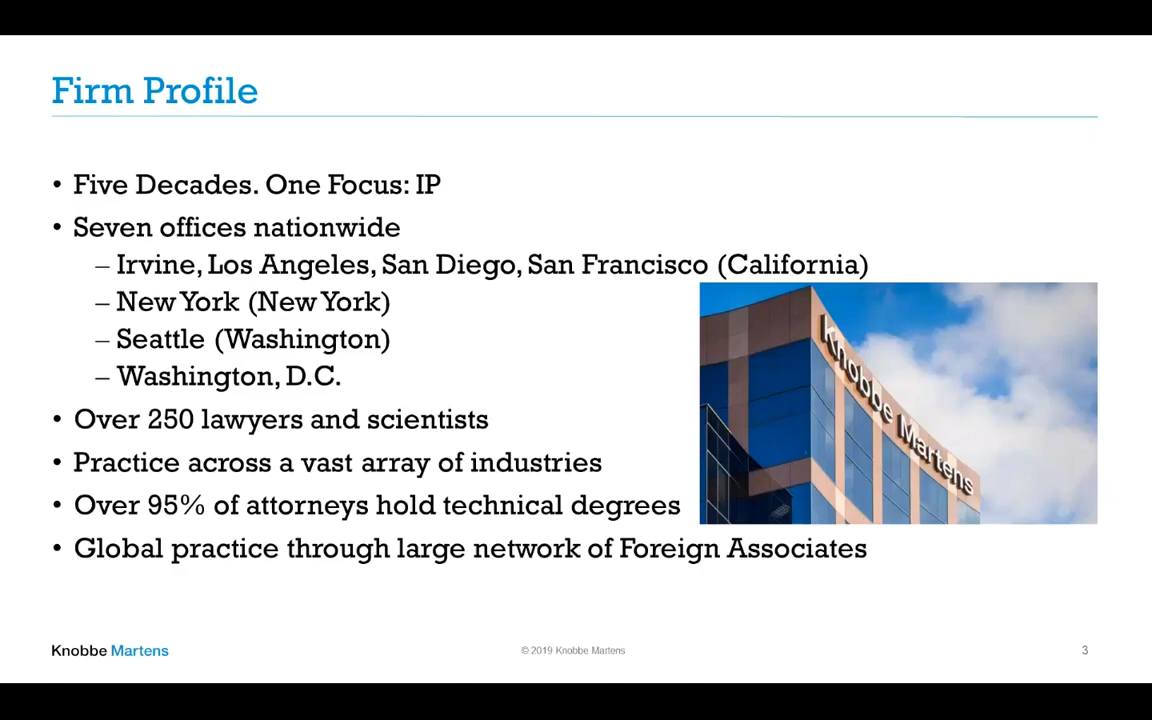 Firm Profile
• Five Decades. One Focus: IP
• Seven offices nationwide
– Irvine, Los Angeles, San Diego, San Francisco (California)
– New York (New York)
– Seattle (Washington)
– Washington, D.C.
Knobbe Martens
• Over 250 lawyers and scientists
• Practice across a vast array of industries
• Over 95% of attorneys hold technical degrees
• Global practice through large network of Foreign Associates
Knobbe Martens
© 2019 Knobbe Martens
3